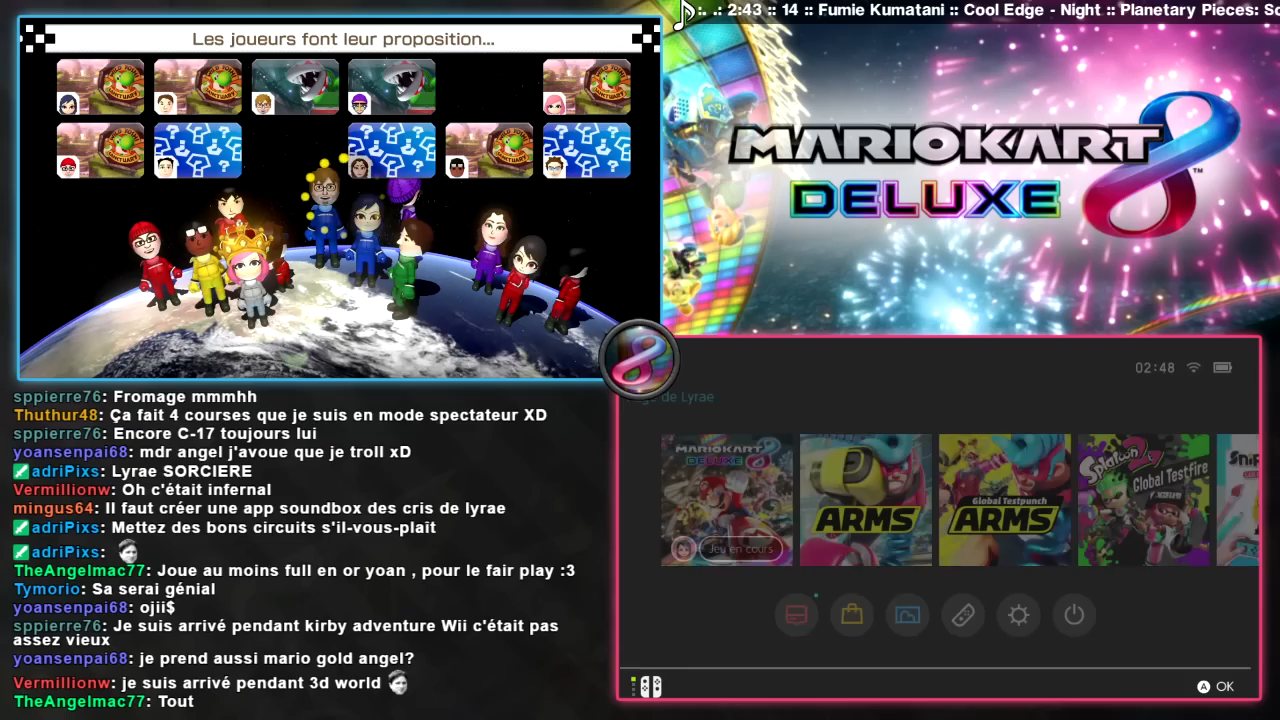 :. .: 2:43 :: 14 :: Fumie Kumatani :: Cool Edge - Night :: Planetary Pieces: So
Les joueurs font leur proposition...
MARIOKART 8
DELUXE
TM
sppierre76: Fromage mmmhh
Thuthur48: Ça fait 4 courses que je suis en mode spectateur XD
sppierre76: Encore C-17 toujours lui
yoansenpai68: mdr angel j'avoue que je troll xD
adriPixs: Lyrae SORCIERE
Vermillionw: Oh c'était infernal
mingus64: Il faut créer une app soundbox des cris de lyrae
adriPixs: Mettez des bons circuits s'il-vous-plait
adriPixs:
TheAngelmac77: Joue au moins full en or yoan , pour le fair play :3
Tymorio: Sa serai génial
yoansenpai68: ojii$
sppierre76: Je suis arrivé pendant kirby adventure Wii c'était pas
assez vieux
yoansenpai68: je prend aussi mario gold angel?
Vermillionw: je suis arrivé pendant 3d world
TheAngelmac77: Tout
02:48
de Lyrae
MARIOKART 8
DELUXE
Jeu en cours
ARMS
Global Testpunch
ARMS
Splatoon 2
Global Testfire
Snip
A OK